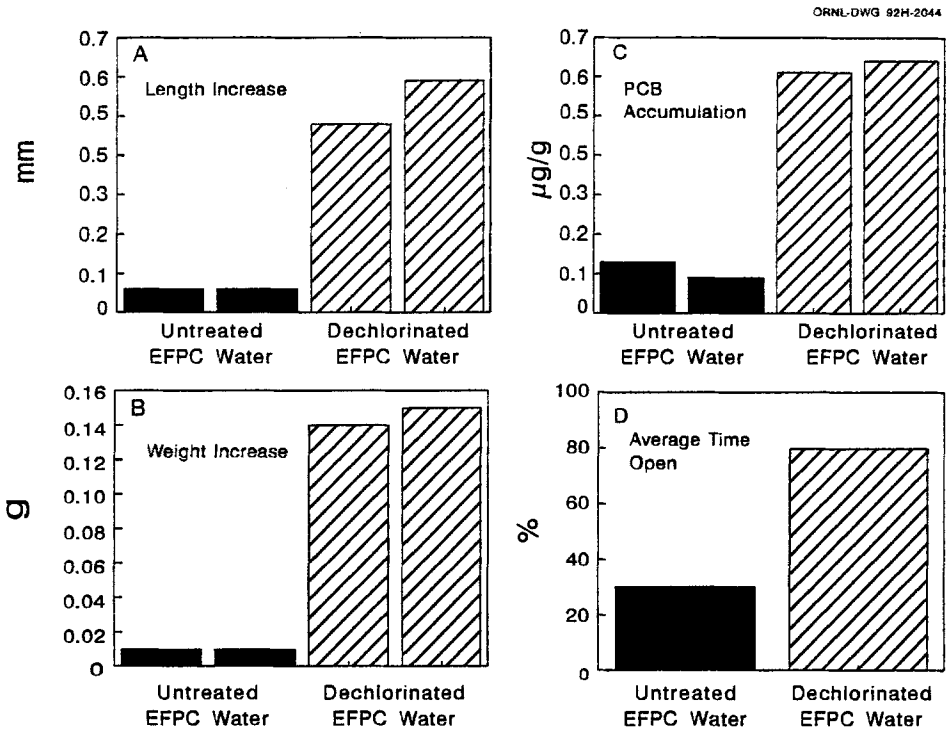 ORNL-DWG 92H-2044
A
Length Increase
mm
0.7
0.6
0.5
0.5
0.3
0.2
0.1
0
Untreated
EFPC Water
Dechlorinated
EFPC Water
C
PCB
Accumulation
µg/g
0.7
0.6
0.5
0.5
0.3
0.2
0.1
0
Untreated
EFPC Water
Dechlorinated
EFPC Water
B
Weight Increase
g
0.16
0.14
0.12
0.10
0.08
0.06
0.04
0.02
0
Untreated
EFPC Water
Dechlorinated
EFPC Water
D
Average Time
Open
%
100
80
60
40
20
0
Untreated
EFPC Water
Dechlorinated
EFPC Water